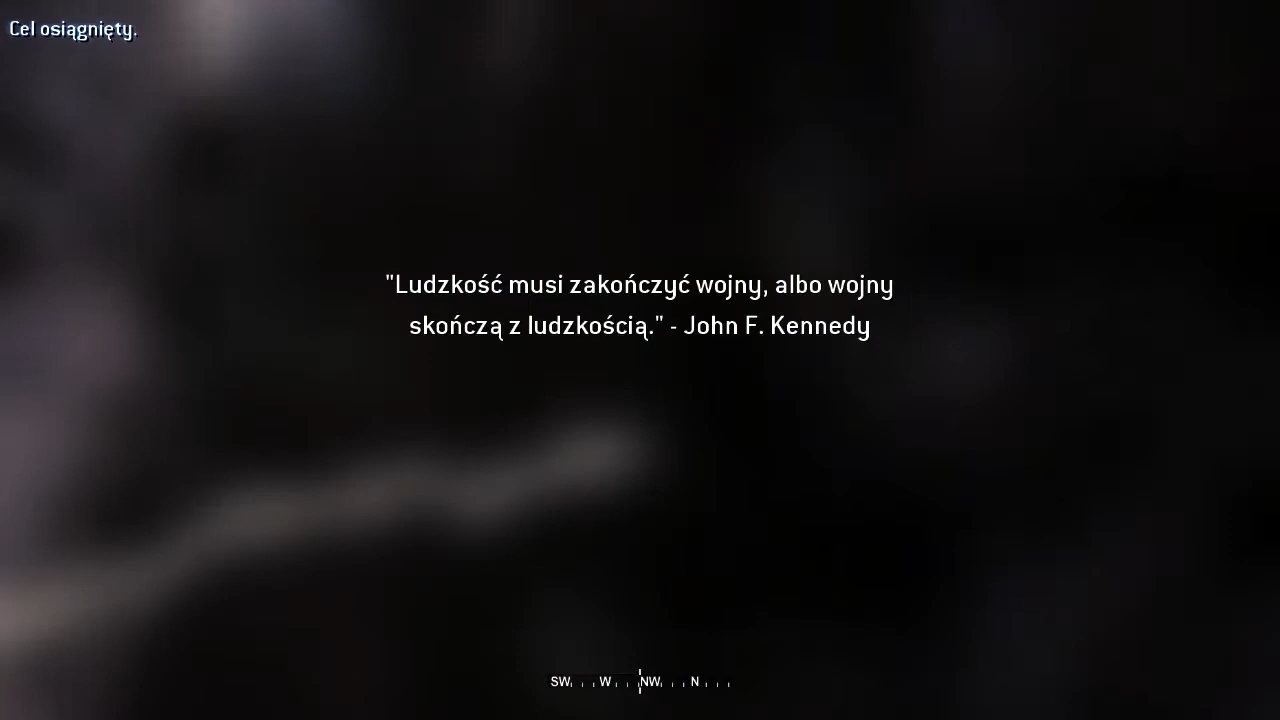 Cel osiągnięty.
"Ludzkość musi zakończyć wojny, albo wojny
skończą z ludzkością." - John F. Kennedy
SW W NW N